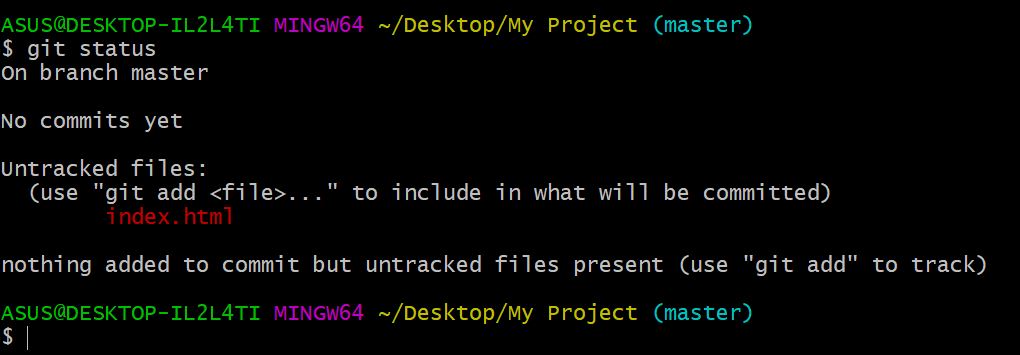 ASUS@DESKTOP-IL2L4TI MINGW64 ~/Desktop/My Project (master)
$ git status
On branch master
No commits yet
Untracked files:
  (use "git add <file>..." to include in what will be committed)
        index.html
nothing added to commit but untracked files present (use "git add" to track)
ASUS@DESKTOP-IL2L4TI MINGW64 ~/Desktop/My Project (master)
$